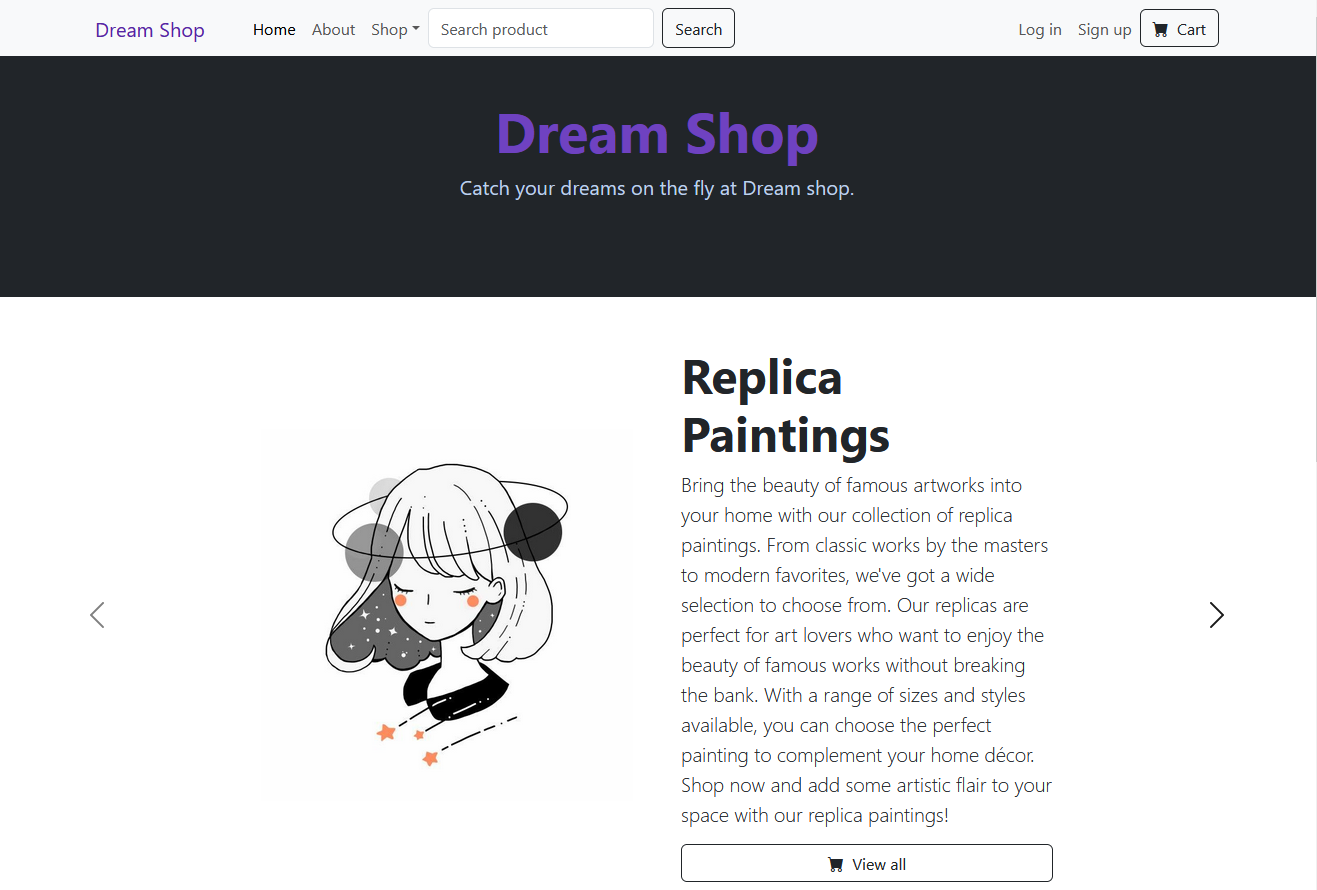 Dream Shop Home About Shop Search product Search Log in Sign up Cart
Dream Shop
Catch your dreams on the fly at Dream shop.
Replica
Paintings
Bring the beauty of famous artworks into
your home with our collection of replica
paintings. From classic works by the masters
to modern favorites, we've got a wide
selection to choose from. Our replicas are
perfect for art lovers who want to enjoy the
beauty of famous works without breaking
the bank. With a range of sizes and styles
available, you can choose the perfect
painting to complement your home décor.
Shop now and add some artistic flair to your
space with our replica paintings!
View all